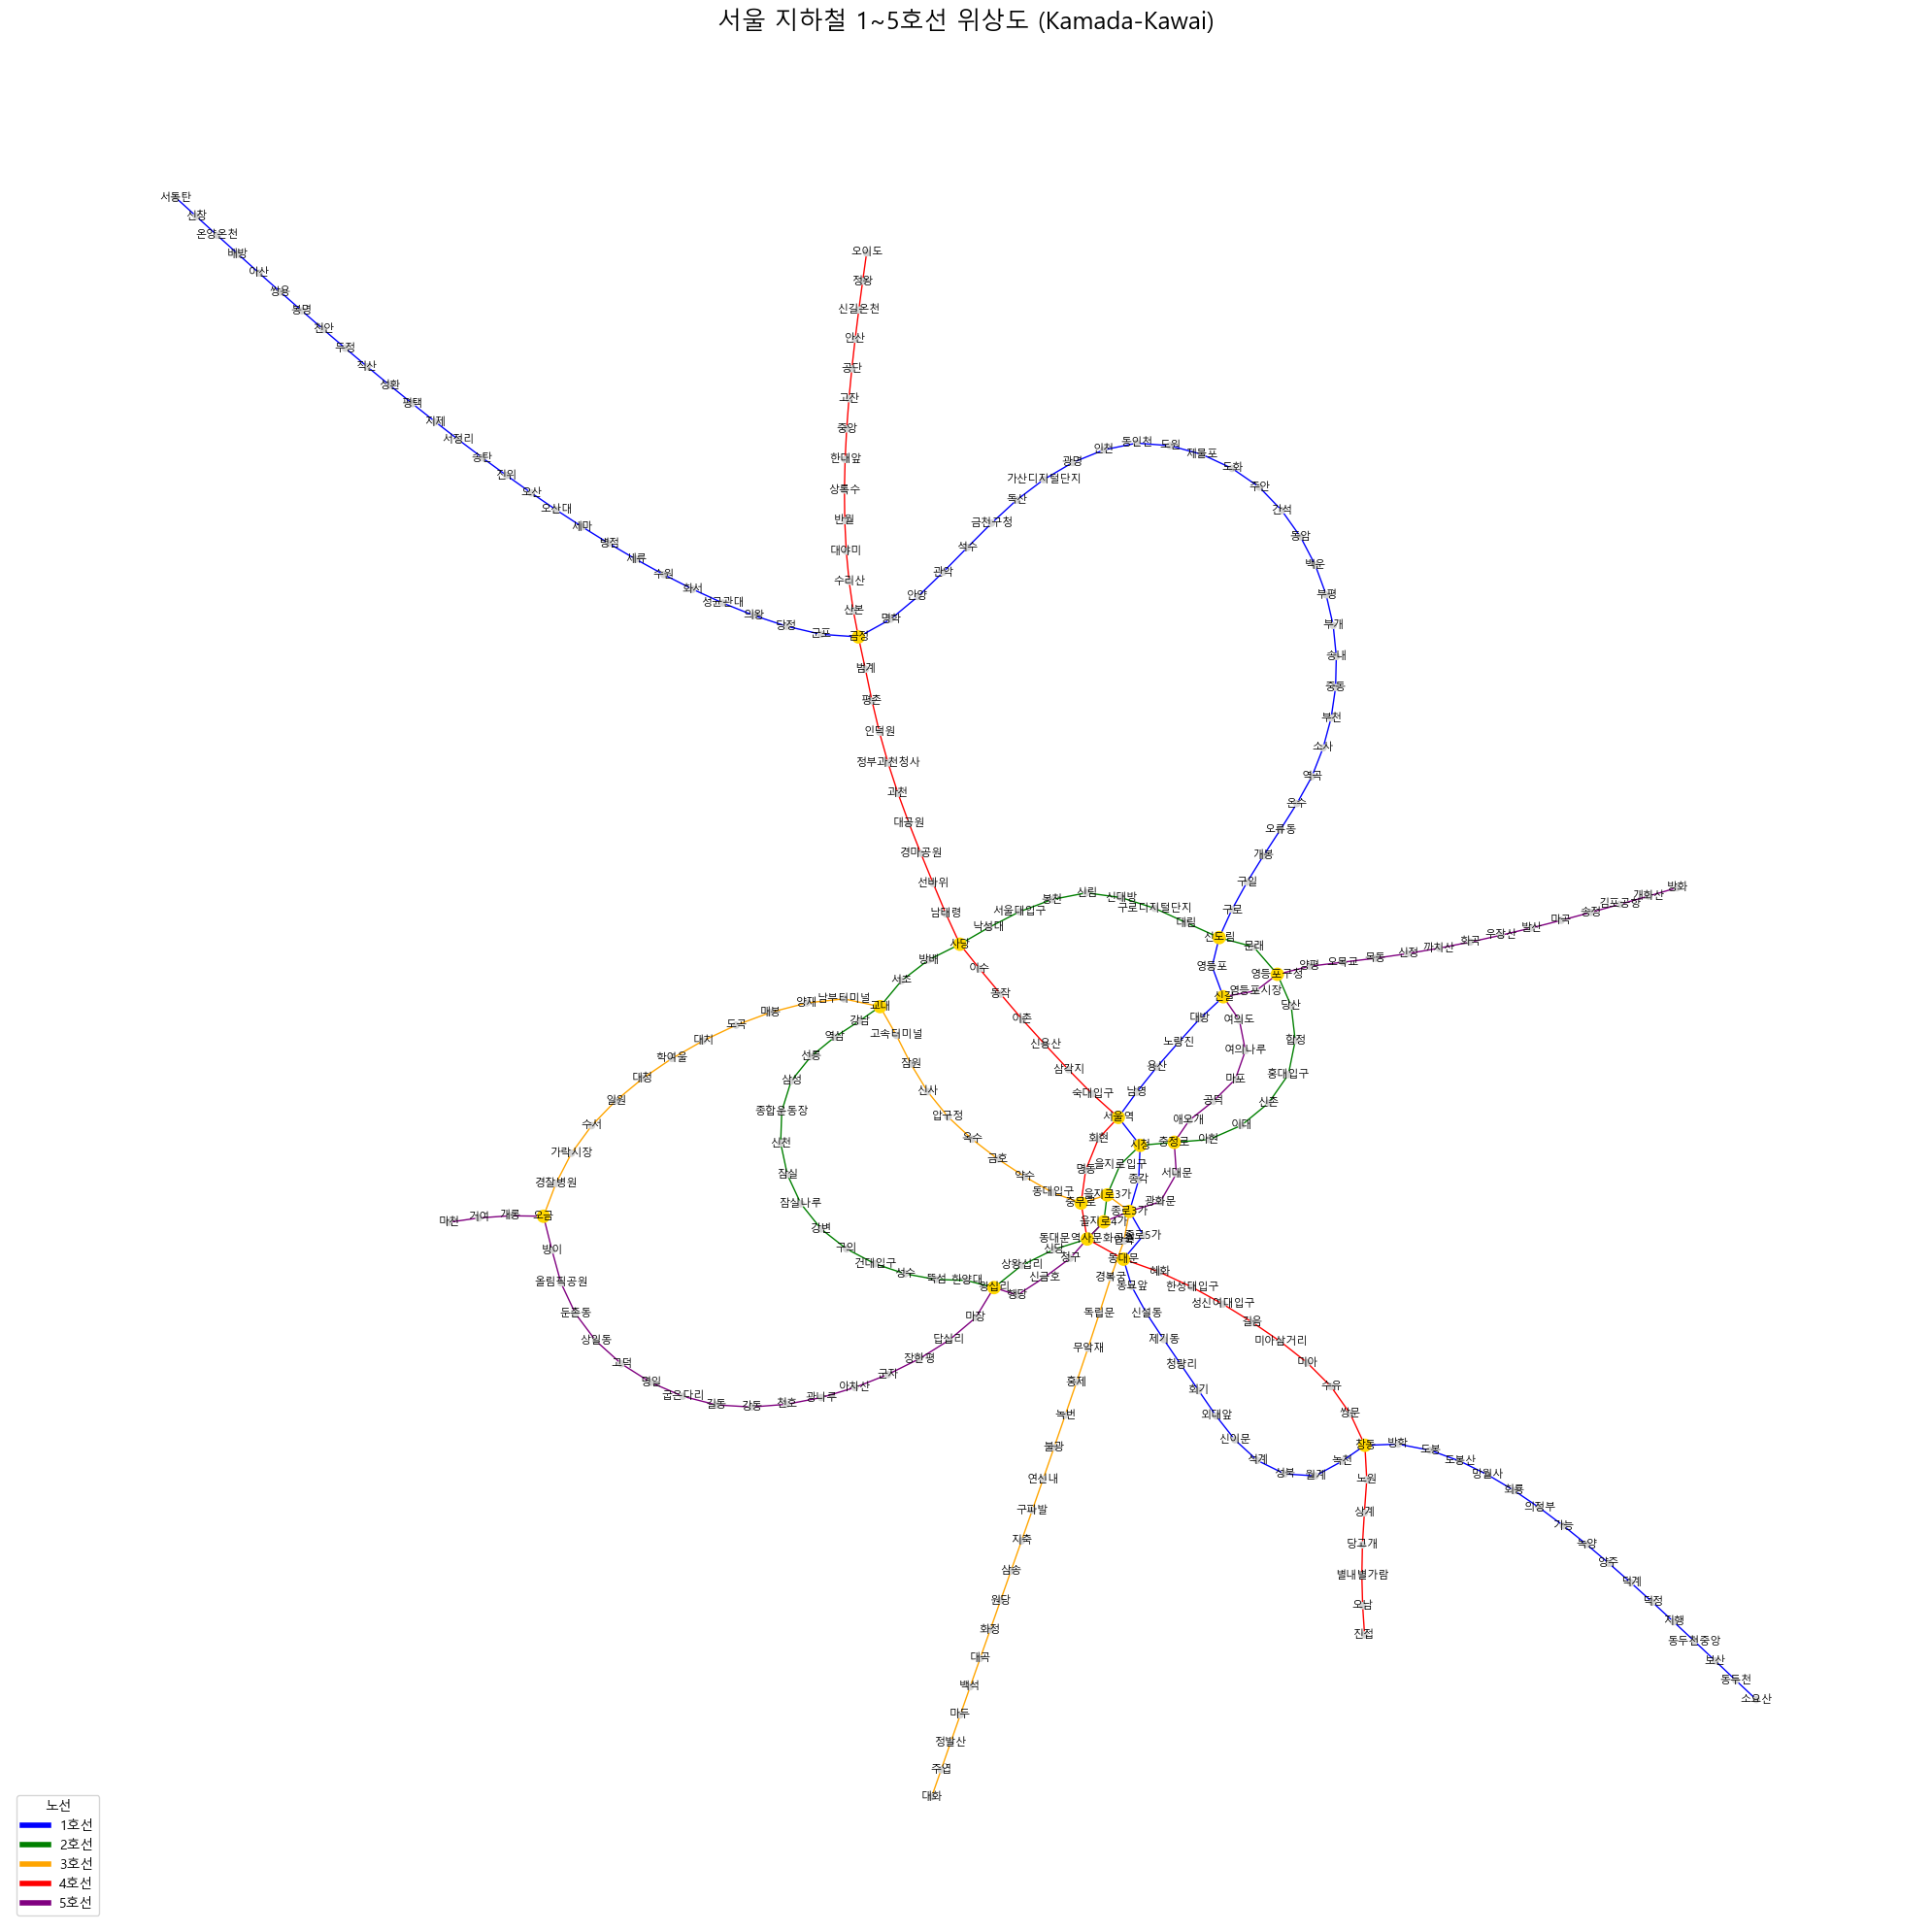 서울 지하철 1~5호선 위상도 (Kamada-Kawai)
서동탄
신창
온양온천
배방
아산
쌍용
봉명
천안
두정
직산
성환
평택
지제
서정리
송탄
진위
오산
오산대
세마
병점
세류
수원
화서
성균관대
의왕
당정
군포
금정
오이도
정왕
신길온천
안산
공단
고잔
중앙
한대앞
상록수
반월
대야미
수리산
산본
명학
안양
관악
석수
금천구청
독산
가산디지털단지
광명
인천
동인천
도원
제물포
도화
주안
간석
동암
백운
부평
부개
송내
중동
부천
소사
역곡
온수
오류동
개봉
구일
구로
신도림
범계
평촌
인덕원
정부과천청사
과천
대공원
경마공원
선바위
남태령
사당
낙성대
서울대입구
봉천
신림
신대방
구로디지털단지
대림
문래
영등포구청
양평
오목교
목동
신정
까치산
화곡
우장산
발산
마곡
송정
김포공항
개화산
방화
영등포
신길
영등포시장
당산
합정
홍대입구
신촌
이대
아현
충정로
여의도
여의나루
마포
공덕
애오개
대방
노량진
용산
남영
서울역
이수
동작
이촌
신용산
삼각지
숙대입구
방배
서초
교대
강남
역삼
선릉
삼성
종합운동장
신천
잠실
잠실나루
강변
구의
건대입구
성수
뚝섬
한양대
왕십리
남부터미널
양재
매봉
도곡
대치
학여울
대청
일원
수서
가락시장
경찰병원
오금
고속터미널
잠원
신사
압구정
옥수
금호
약수
동대입구
충무로
회현
명동
시청
을지로입구
종각
서대문
광화문
을지로3가
종로3가
을지로4가
종로5가
동대문역사문화공원
안국
신당
청구
상왕십리
신금호
행당
동대문
경복궁
동묘앞
혜화
한성대입구
성신여대입구
길음
미아삼거리
미아
수유
쌍문
창동
마천
거여
개롱
방이
올림픽공원
둔촌동
상일동
고덕
명일
굽은다리
길동
강동
천호
광나루
아차산
군자
장한평
답십리
마장
독립문
무악재
홍제
녹번
불광
연신내
구파발
지축
삼송
원당
화정
대곡
백석
마두
정발산
주엽
대화
신설동
제기동
청량리
회기
외대앞
신이문
석계
성북
월계
녹천
방학
도봉
도봉산
망월사
회룡
의정부
가능
녹양
양주
덕계
덕정
지행
동두천중앙
보산
동두천
소요산
노원
상계
당고개
별내별가람
오남
진접
노선
1호선
2호선
3호선
4호선
5호선